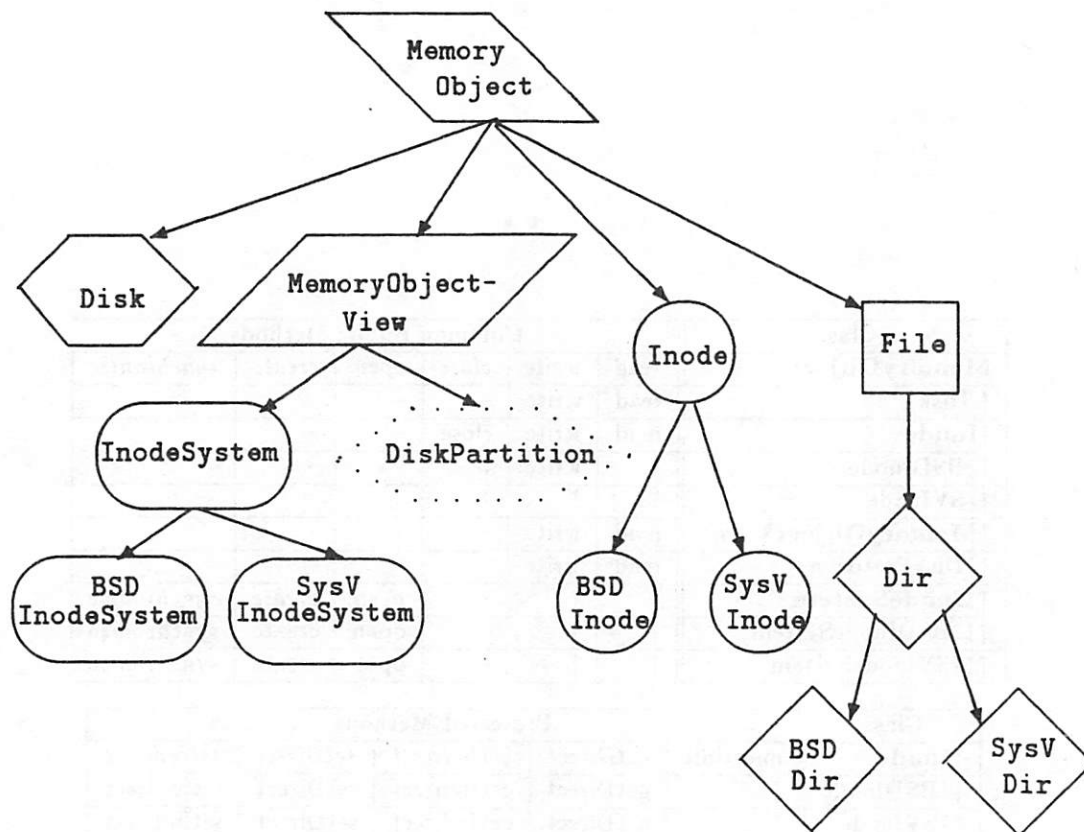 Memory
Object
Disk
MemoryObject-
View
Inode
File
InodeSystem
DiskPartition
BSD
InodeSystem
SysV
InodeSystem
BSD
Inode
SysV
Inode
Dir
BSD
Dir
SysV
Dir